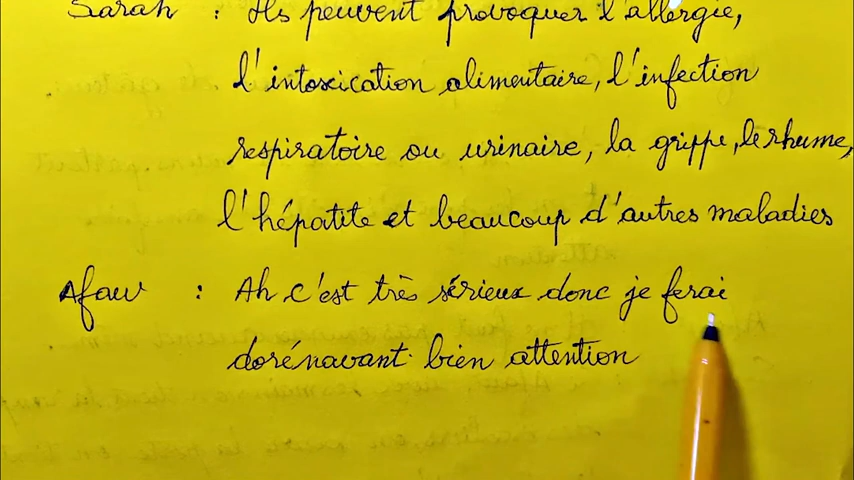 Sarah : Ils peuvent provoquer l'allergie,
l'intoxication alimentaire, l'infection
respiratoire ou urinaire, la grippe, le rhume,
l'hépatite et beaucoup d'autres maladies
Afaw : Ah c'est très sérieux donc je ferai
dorénavant bien attention